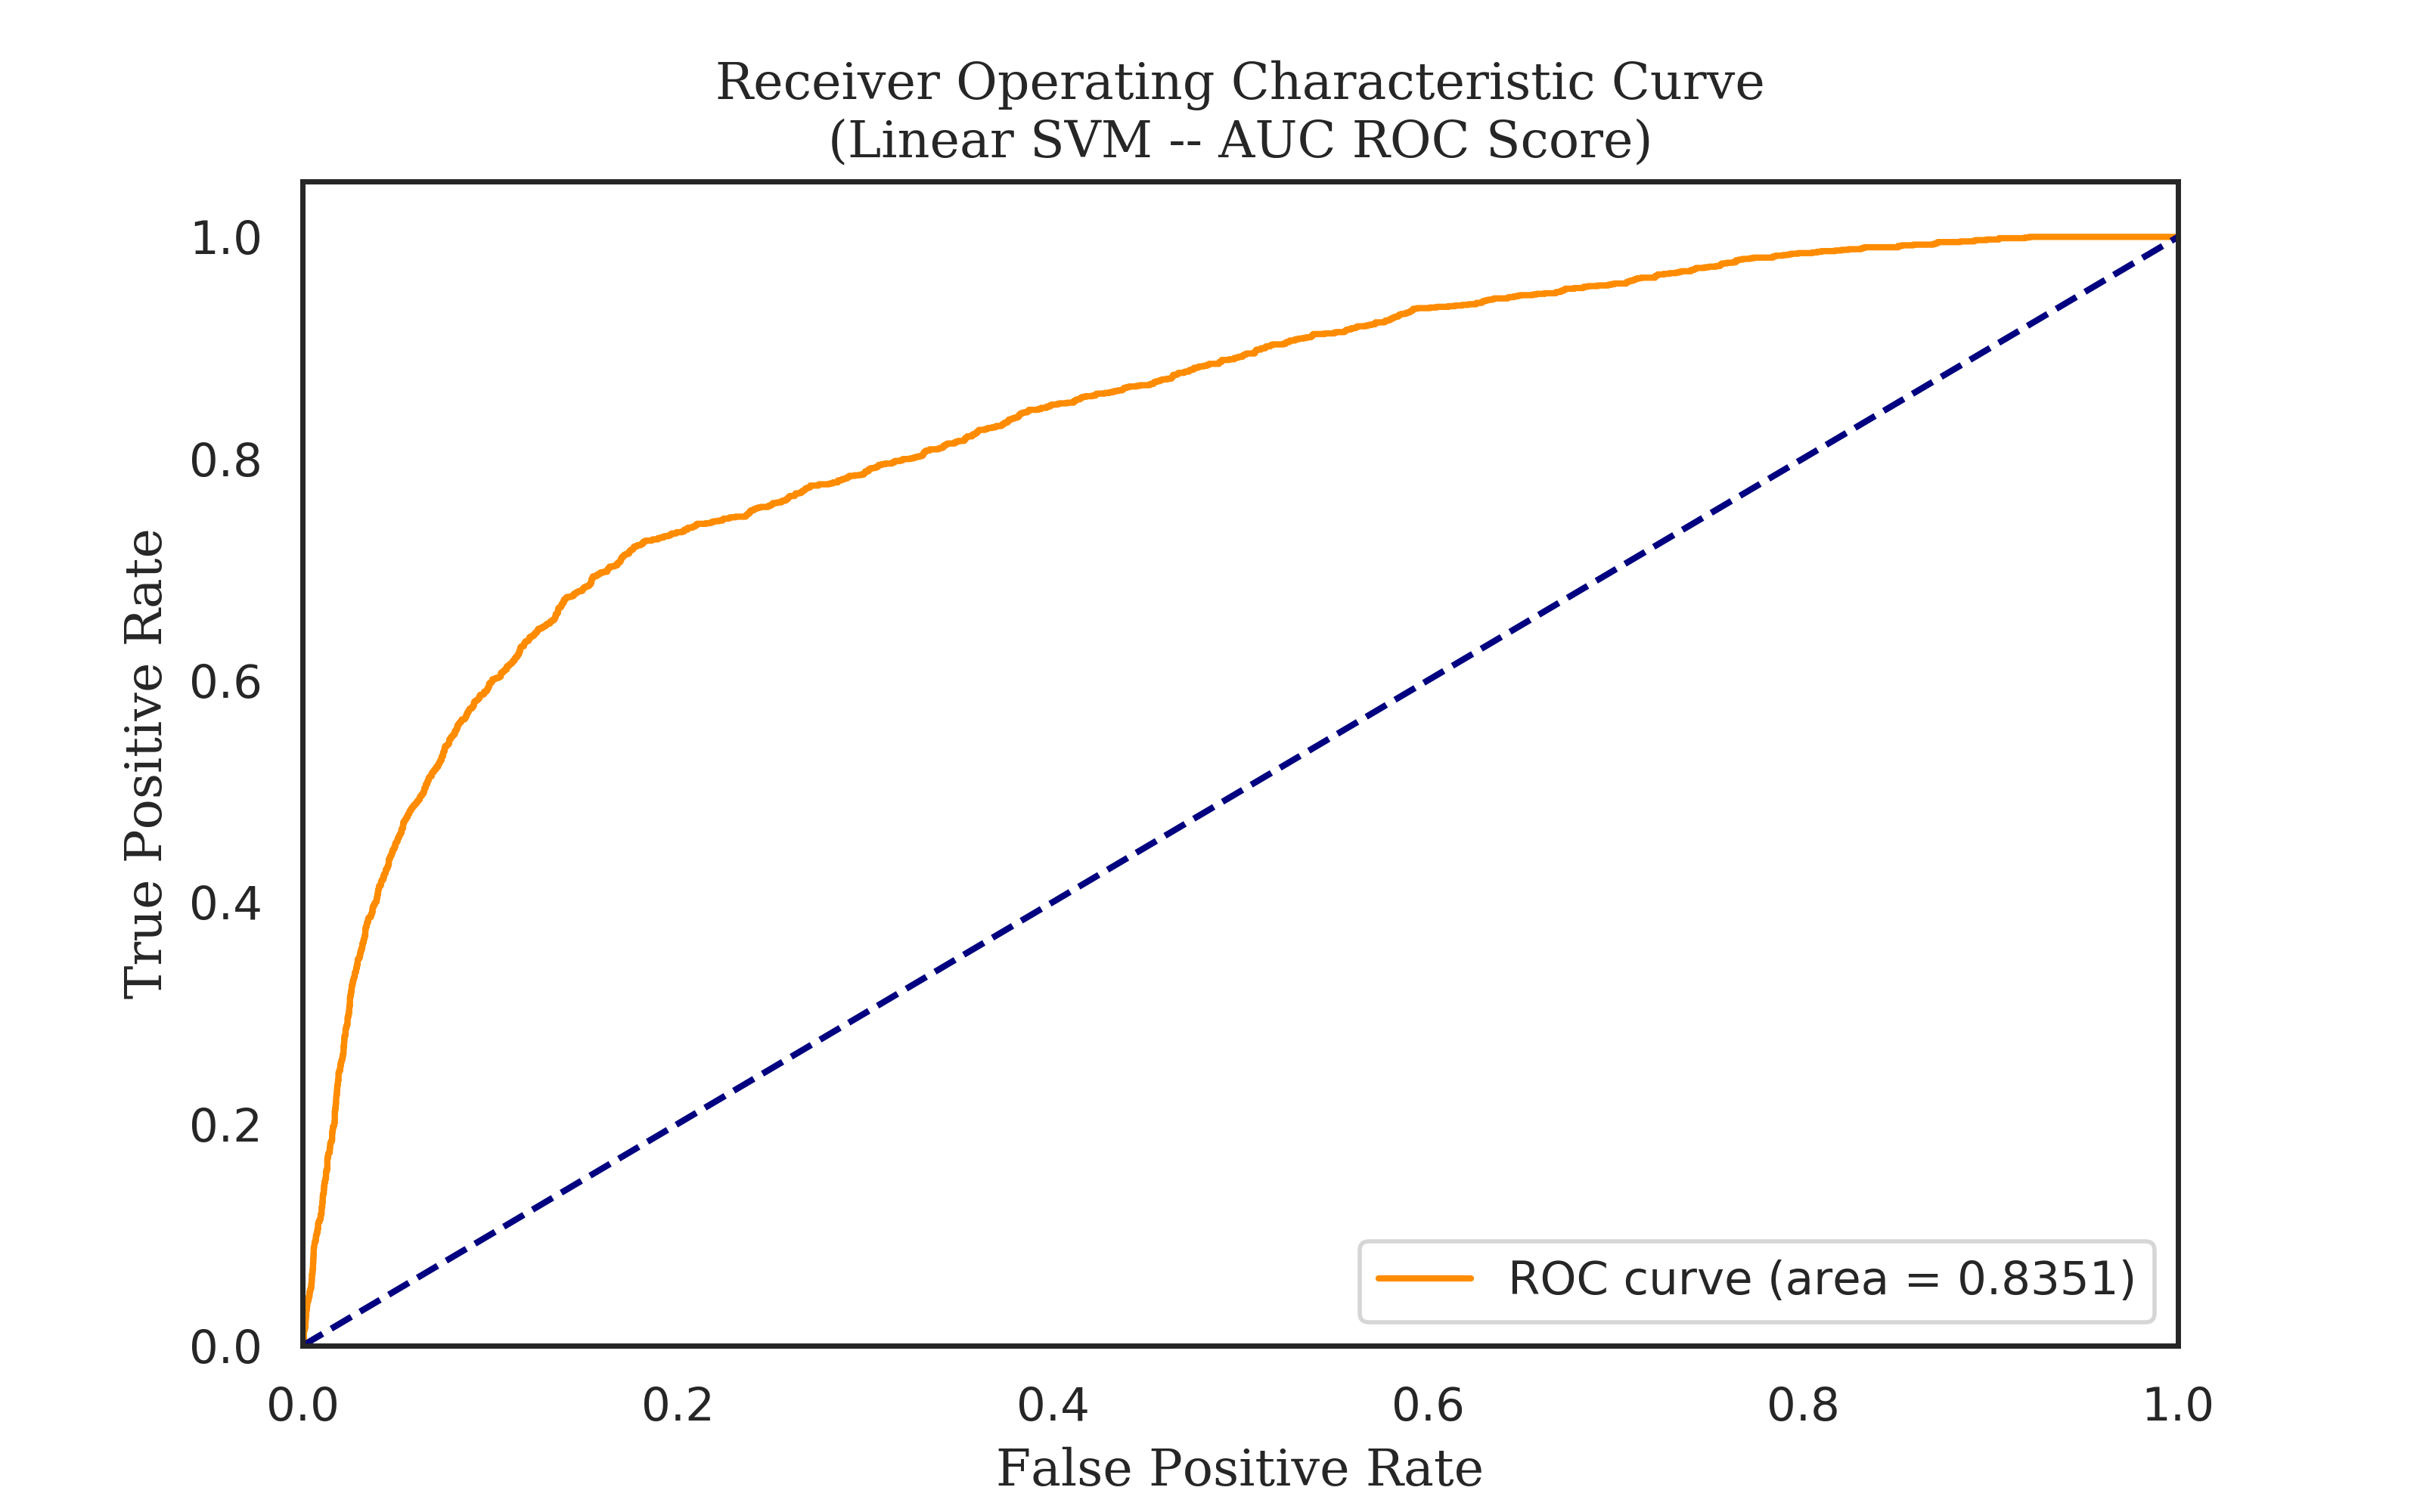 Receiver Operating Characteristic Curve
(Linear SVM -- AUC ROC Score)
True Positive Rate
1.0
0.8
0.6
0.4
0.2
0.0
ROC curve (area = 0.8351)
0.0 0.2 0.4 0.6 0.8 1.0
False Positive Rate